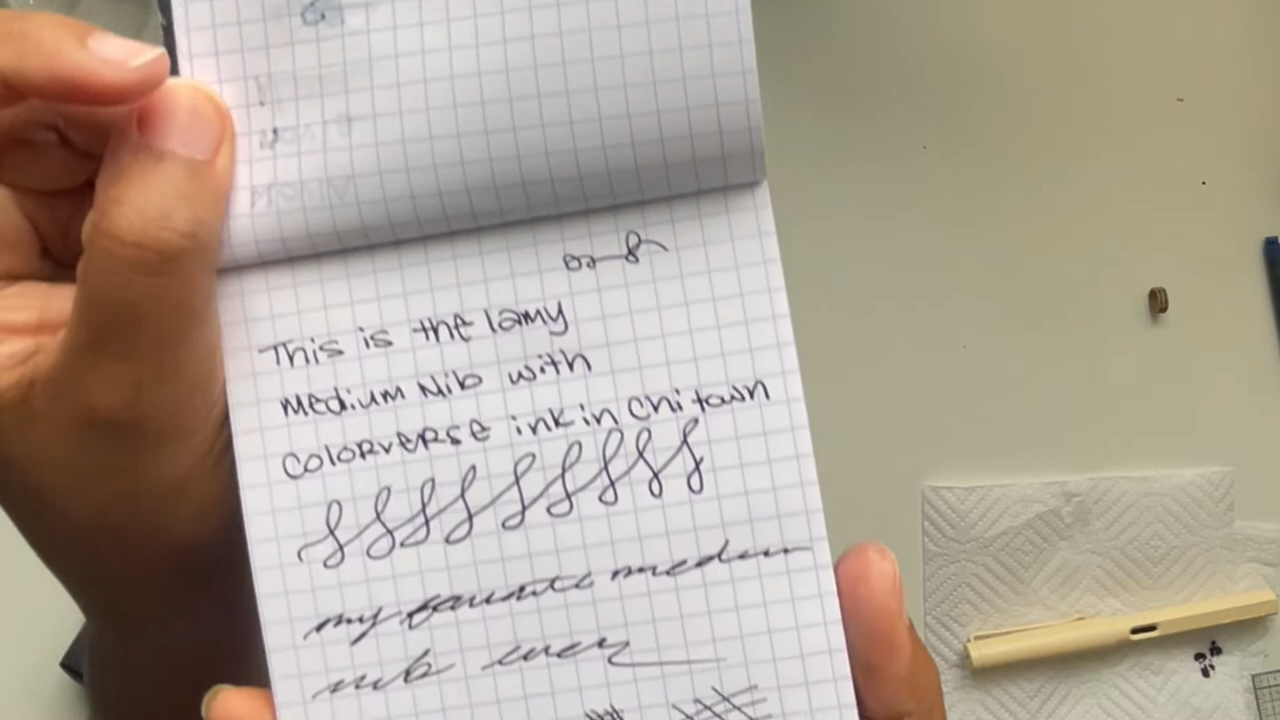 This is the lamy
medium Nib with
COLORVERSE ink in Chi town
my favorite medium
nib ever